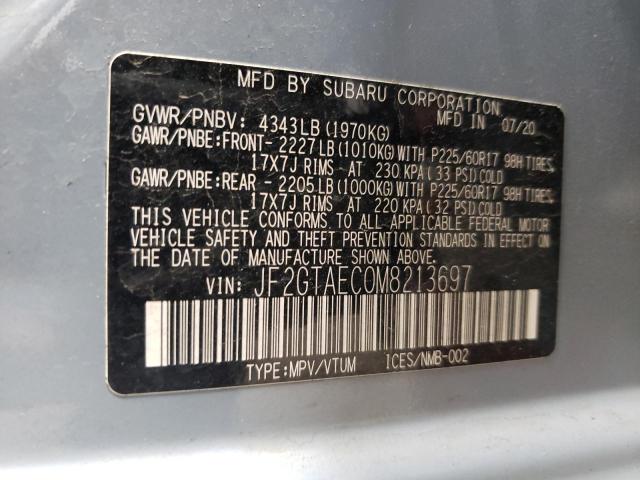 MFD BY SUBARU CORPORATION
GVWR/PNBV: 4343LB(1970KG) MFD IN 07/20
GAWR/PNBE:FRONT- 2227LB(1010KG)WITH P225/60R17 98H TIRES,
17X7J RIMS AT 230 KPA(33 PSI)COLD
GAWR/PNBE:REAR - 2205LB(1000KG)WITH P225/60R17 98H TIRES,
17X7J RIMS AT 220 KPA(32 PSI)COLD
THIS VEHICLE CONFORMS TO ALL APPLICABLE FEDERAL MOTOR
VEHICLE SAFETY AND THEFT PREVENTION STANDARDS IN EFFECT ON
THE DATE OF MANUFACTURE SHOWN ABOVE.
VIN: JF2GTAEC0M8213697
TYPE:MPV/VTUM ICES/NMB-002